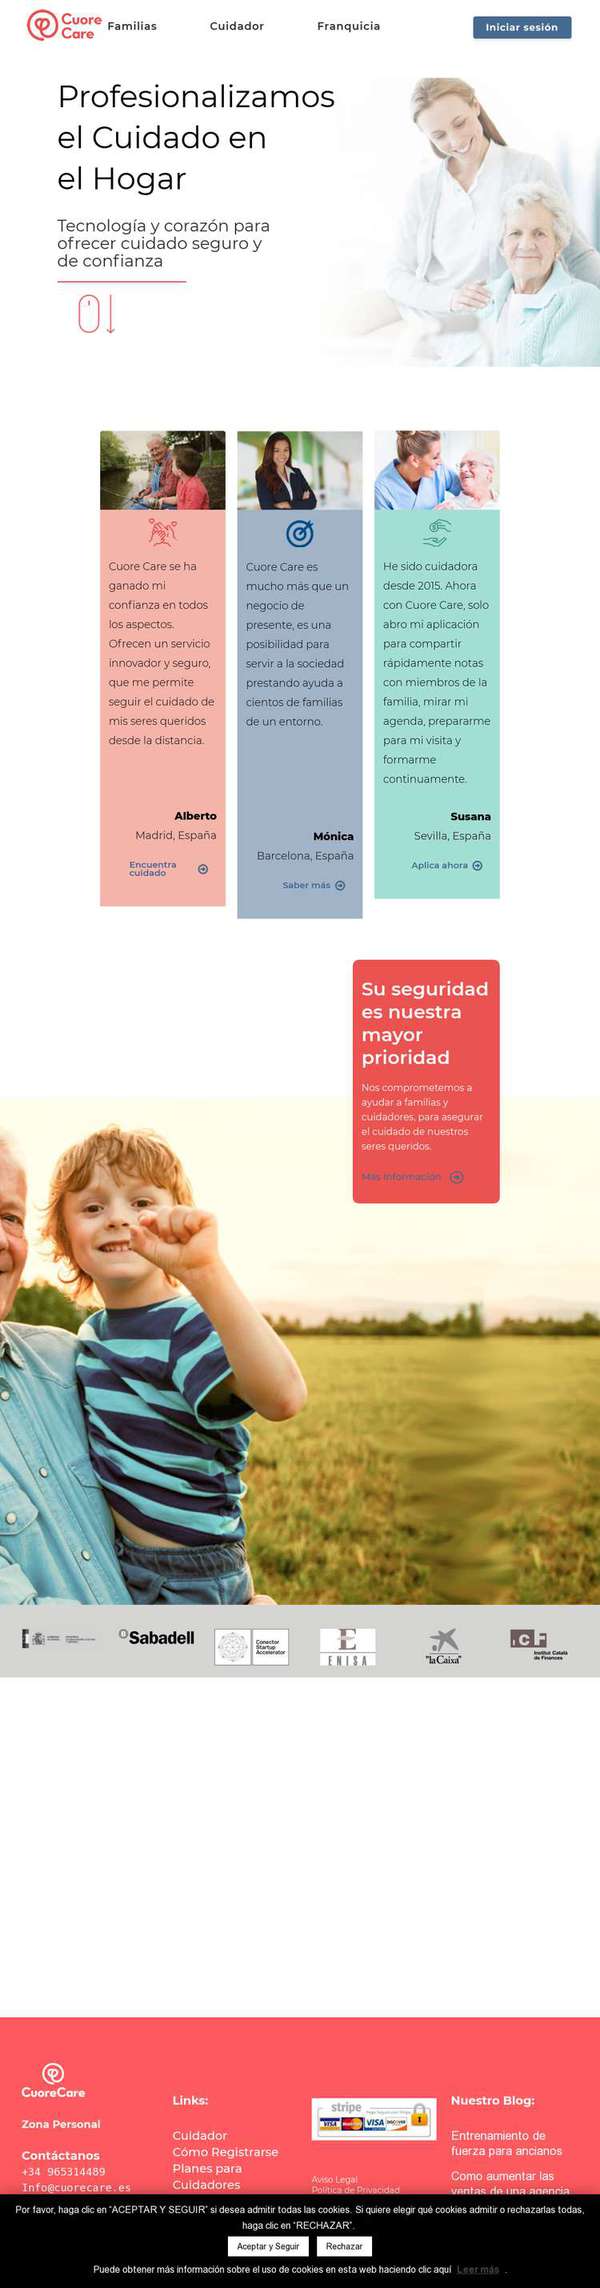 Cuore Care
Familias
Cuidador
Franquicia
Iniciar sesión
Profesionalizamos
el Cuidado en
el Hogar
Tecnología y corazón para
ofrecer cuidado seguro y
de confianza
Cuore Care se ha
ganado mi
confianza en todos
los aspectos.
Ofrecen un servicio
innovador y seguro,
que me permite
seguir el cuidado de
mis seres queridos
desde la distancia.
Alberto
Madrid, España
Encuentra
cuidado
Cuore Care es
mucho más que un
negocio de
presente, es una
posibilidad para
servir a la sociedad
prestando ayuda a
cientos de familias
de un entorno.
Mónica
Barcelona, España
Saber más
He sido cuidadora
desde 2015. Ahora
con Cuore Care, solo
abro mi aplicación
para compartir
rápidamente notas
con miembros de la
familia, mirar mi
agenda, prepararme
para mi visita y
formarme
continuamente.
Susana
Sevilla, España
Aplica ahora
Su seguridad
es nuestra
mayor
prioridad
Nos comprometemos a
ayudar a familias y
cuidadores, para asegurar
el cuidado de nuestros
seres queridos.
Más Información
Sabadell
Conector
Startup
Accelerator
E
ENISA
"la Caixa"
ICF
Institut Català
de Finances
CuoreCare
Zona Personal
Contáctanos
+34 965314489
Info@cuorecare.es
Links:
Cuidador
Cómo Registrarse
Planes para
Cuidadores
stripe
VISA
MasterCard
VISA
DISCOVER
Aviso Legal
Política de Privacidad
Nuestro Blog:
Entrenamiento de
fuerza para ancianos
Como aumentar las
ventas de una agencia
Por favor, haga clic en "ACEPTAR Y SEGUIR" si desea admitir todas las cookies. Si quiere elegir qué cookies admitir o rechazarlas todas,
haga clic en "RECHAZAR".
Aceptar y Seguir
Rechazar
Puede obtener más información sobre el uso de cookies en esta web haciendo clic aquí Leer más .